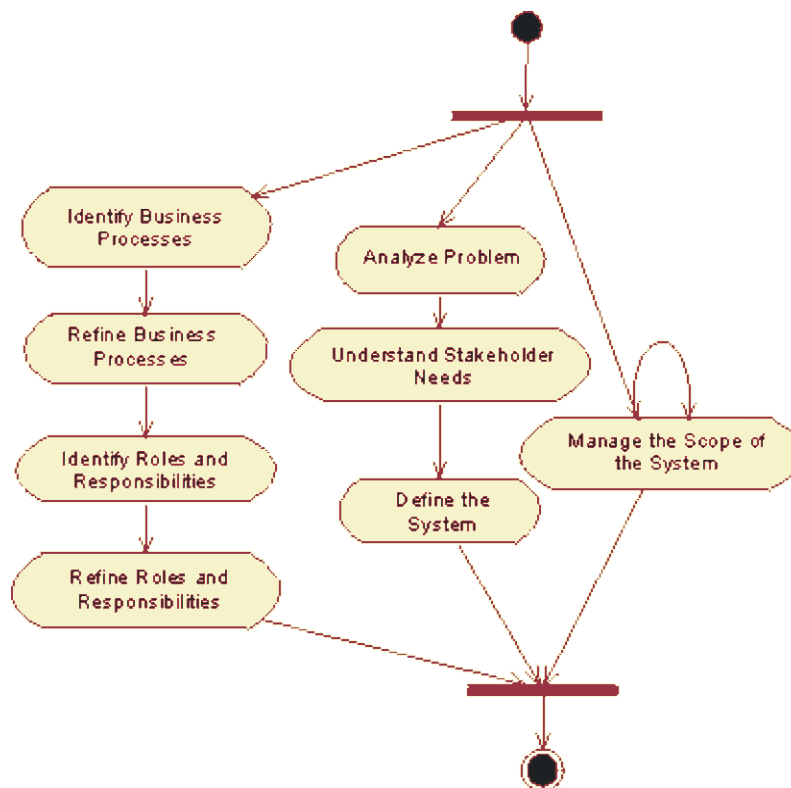 Identify Business
Processes
Refine Business
Processes
Identify Roles and
Responsibilities
Refine Roles and
Responsibilities
Analyze Problem
Understand Stakeholder
Needs
Define the
System
Manage the Scope of
the System